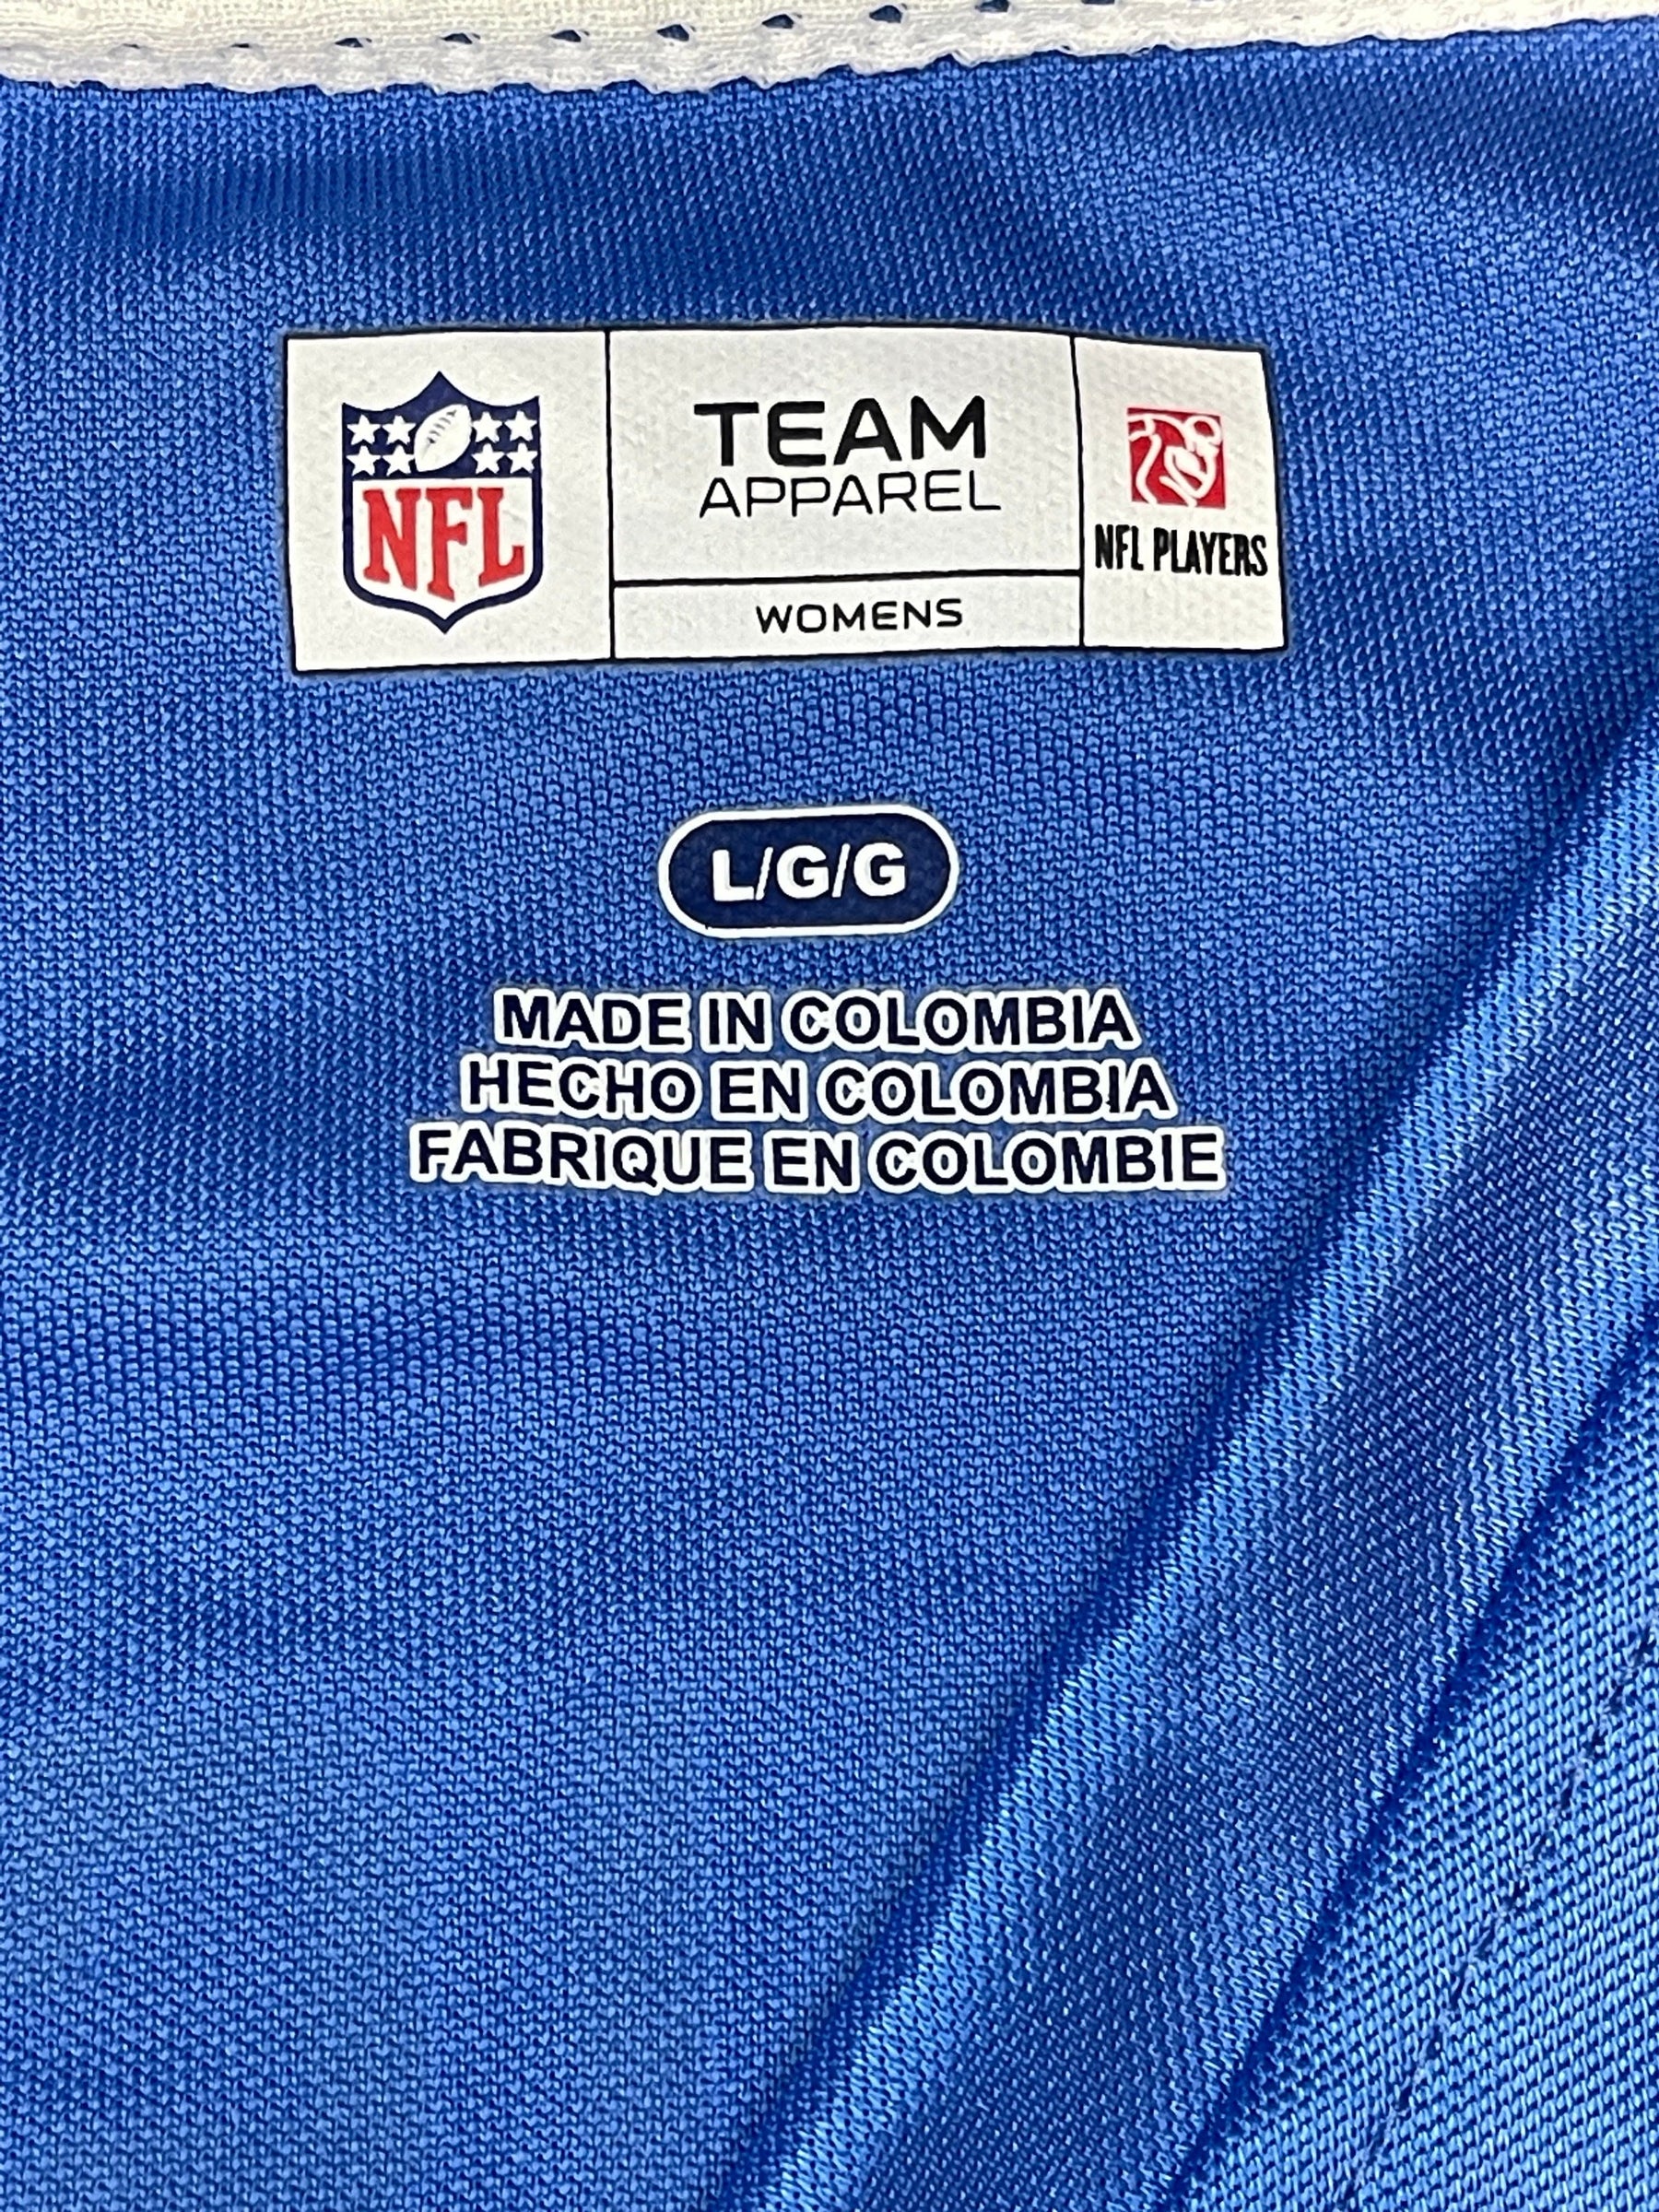 NFL
TEAM
APPAREL
WOMENS
NFL PLAYERS
L/G/G
MADE IN COLOMBIA
HECHO EN COLOMBIA
FABRIQUE EN COLOMBIE